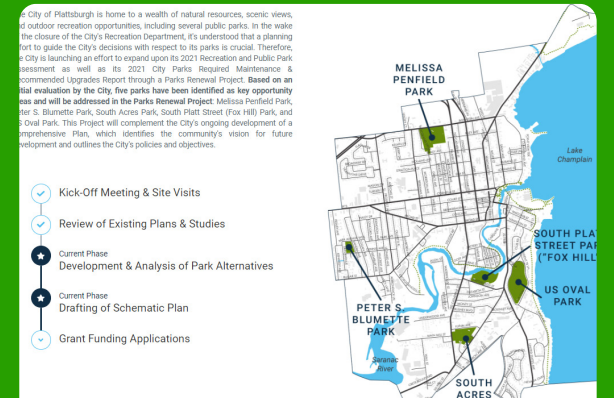 City of Plattsburgh is home to a wealth of natural resources, scenic views,
outdoor recreation opportunities, including several public parks. In the wake
the closure of the City's Recreation Department, it's understood that a planning
to guide the City's decisions with respect to its parks is crucial. Therefore,
City is launching an effort to expand upon its 2021 Recreation and Public Park
as well as its 2021 City Parks Required Maintenance &
Upgrades Report through a Parks Renewal Project. Based on an
evaluation by the City, five parks have been identified as key opportunity
and will be addressed in the Parks Renewal Project: Melissa Penfield Park,
S. Blumette Park, South Acres Park, South Platt Street (Fox Hill) Park, and
Oval Park. This Project will complement the City's ongoing development of a
Plan, which identifies the community's vision for future
and outlines the City's policies and objectives.
Kick-Off Meeting & Site Visits
Review of Existing Plans & Studies
Current Phase
Development & Analysis of Park Alternatives
Current Phase
Drafting of Schematic Plan
Grant Funding Applications
MELISSA
PENFIELD
PARK
Lake
Champlain
SOUTH PLA
STREET PAR
("FOX HILL
US OVAL
PARK
PETER S
BLUMETTE
PARK
Saranac
River
SOUTH
ACRES